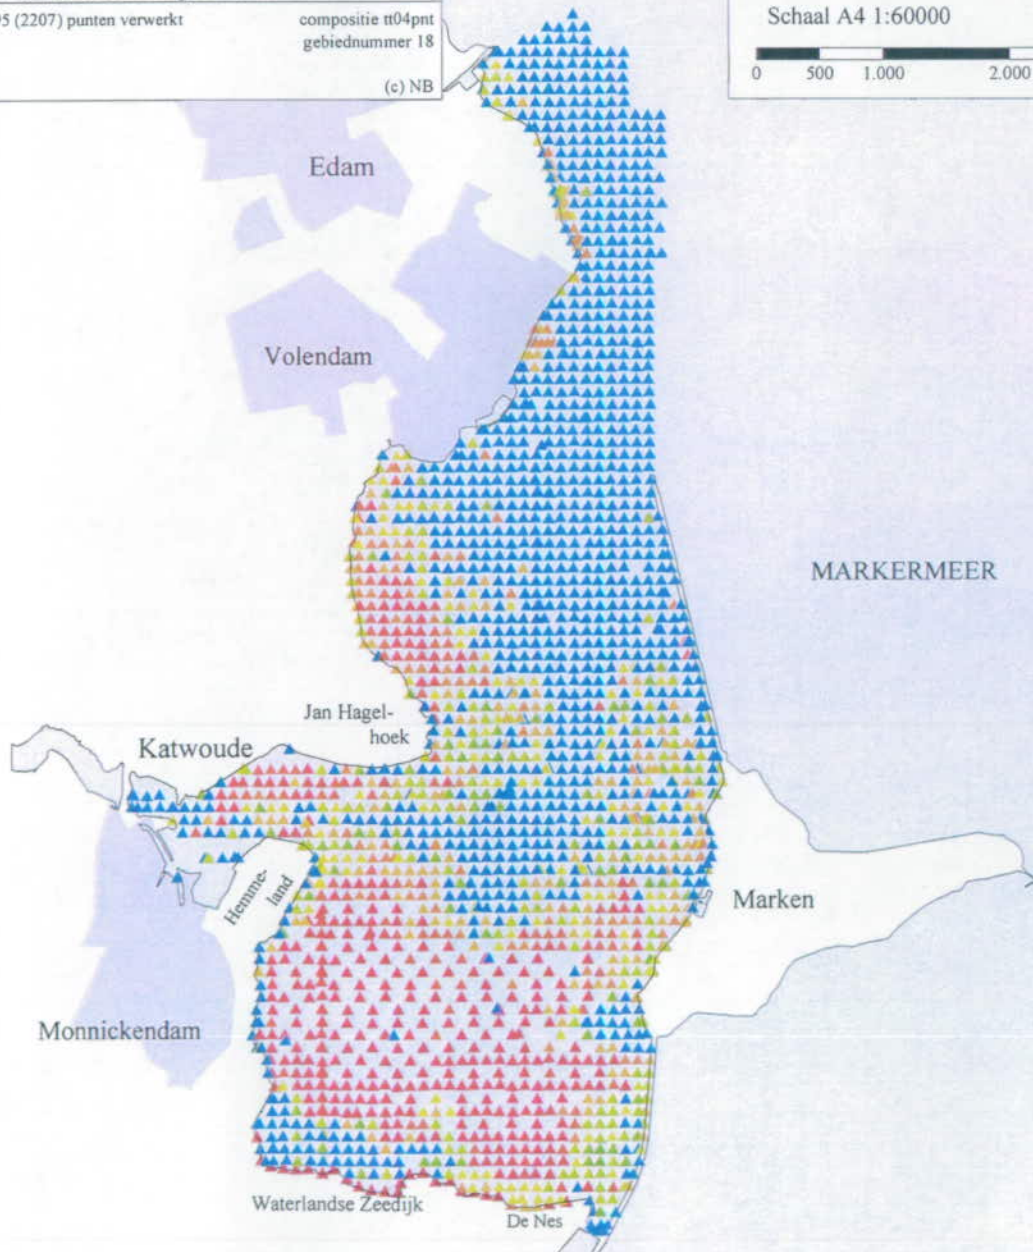 95 (2207) punten verwerkt
compositie tt04pnt
gebiednummer 18
(c) NB
Schaal A4 1:60000
0 500 1.000 2.000
Edam
Volendam
MARKERMEER
Jan Hagel-
hoek
Katwoude
Hemme-
land
Marken
Monnickendam
Waterlandse Zeedijk
De Nes